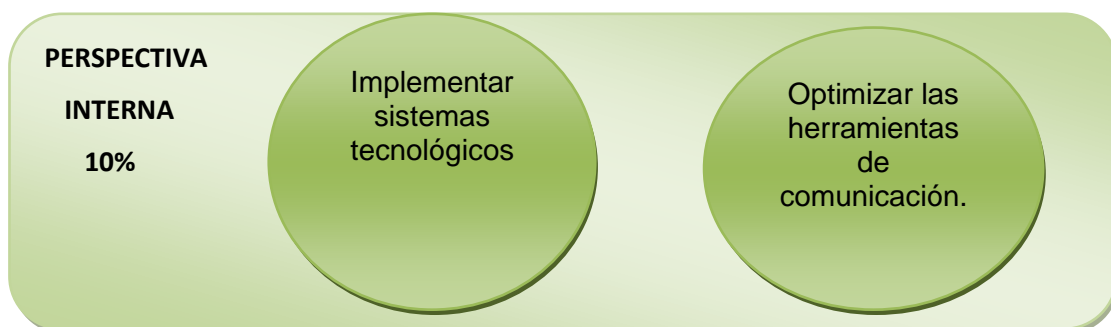 PERSPECTIVA
INTERNA
10%
Implementar
sistemas
tecnológicos
Optimizar las
herramientas
de
comunicación.